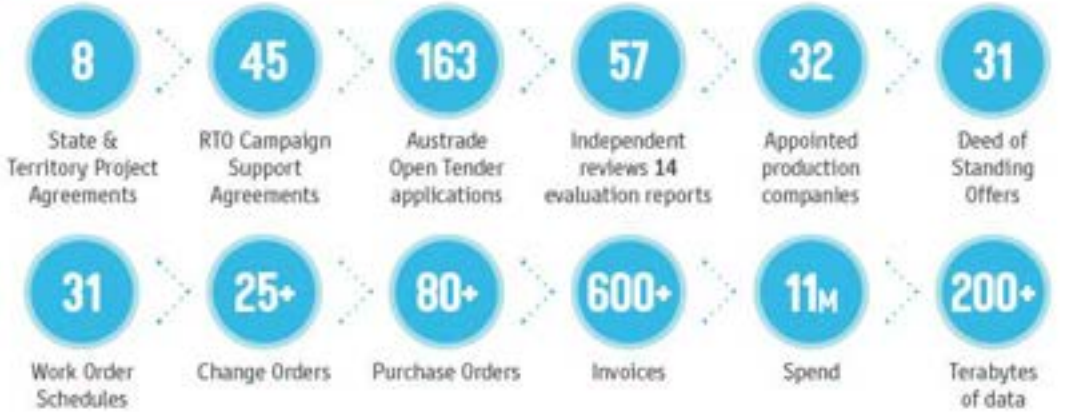 8
State &
Territory Project
Agreements
45
RTO Campaign
Support
Agreements
163
Austrade
Open Tender
applications
57
Independent
reviews 14
evaluation reports
32
Appointed
production
companies
31
Deed of
Standing
Offers
31
Work Order
Schedules
25+
Change Orders
80+
Purchase Orders
600+
Invoices
11M
Spend
200+
Terabytes
of data